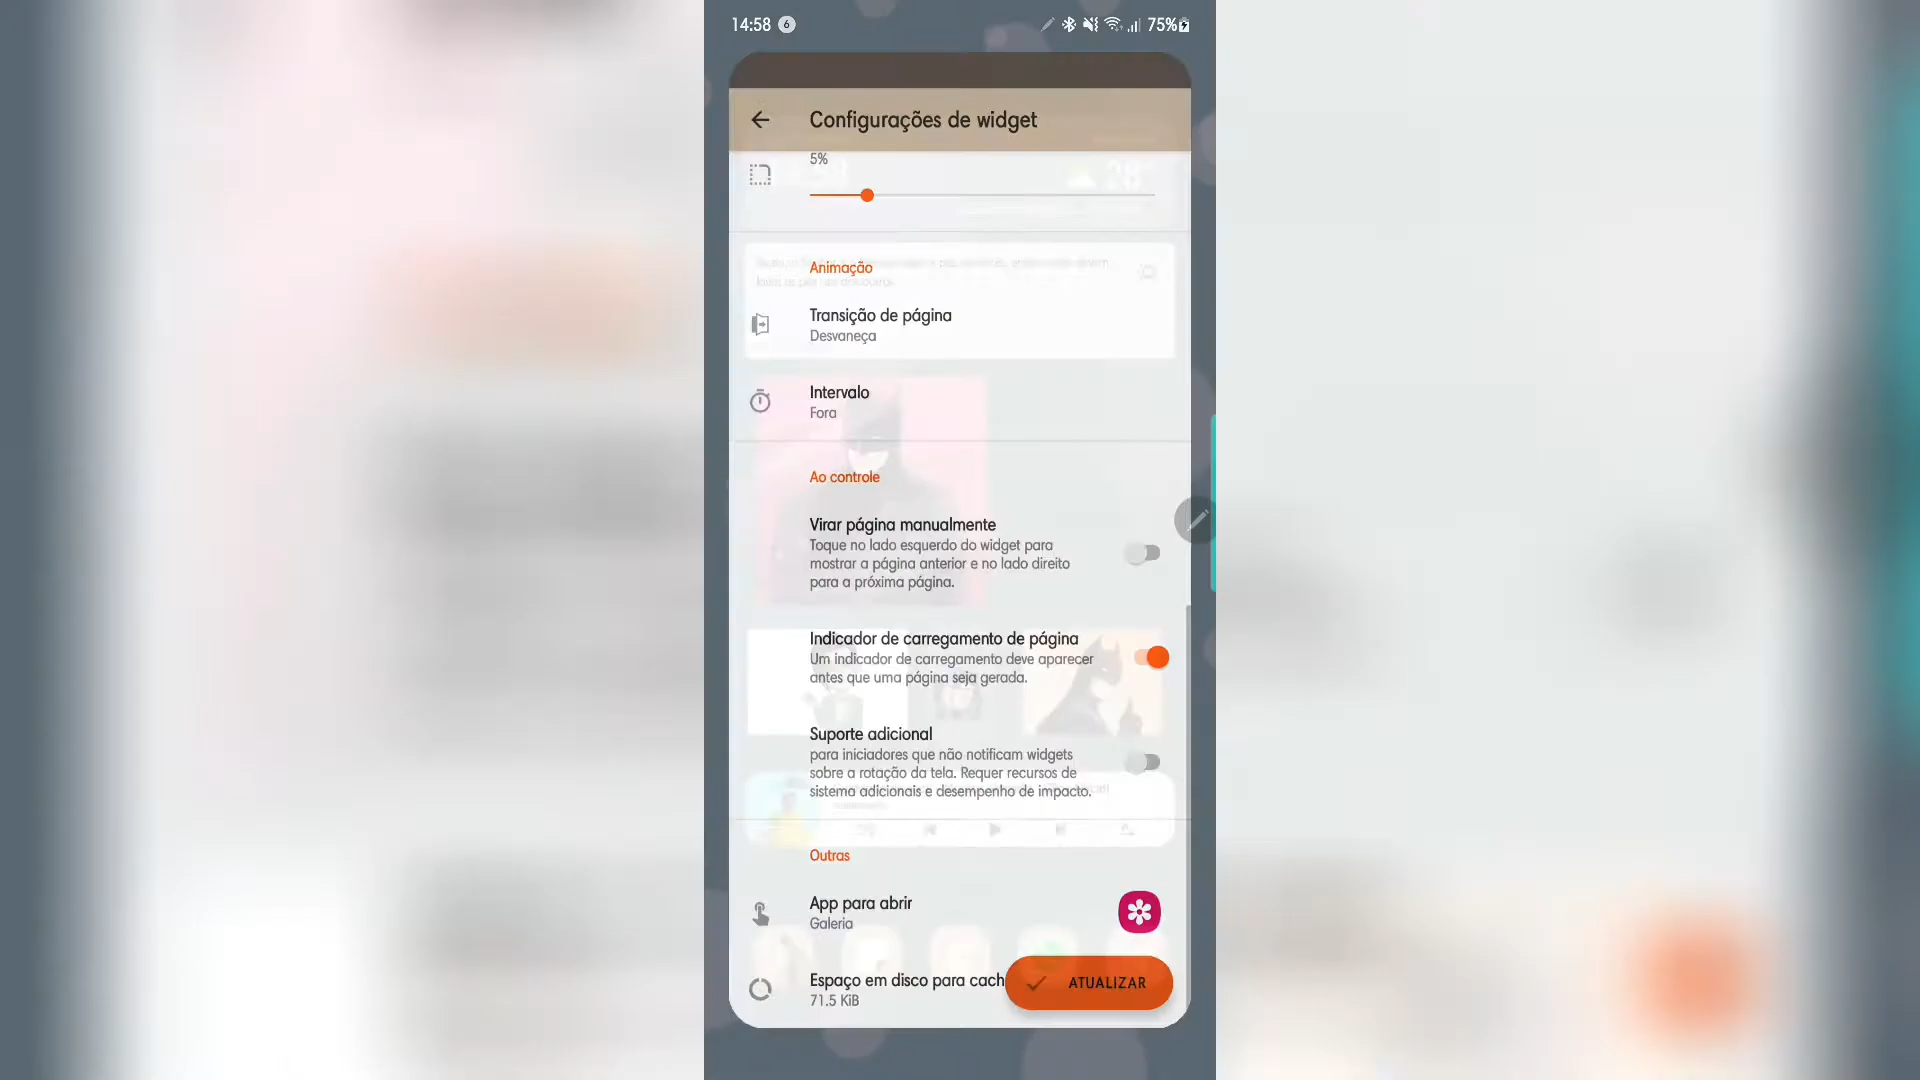 14:58 6 75%
Configurações de widget
5%
28°
Animação
Transição de página
Desvaneça
Intervalo
Fora
Ao controle
Virar página manualmente
Toque no lado esquerdo do widget para
mostrar a página anterior e no lado direito
para a próxima página.
Indicador de carregamento de página
Um indicador de carregamento deve aparecer
antes que uma página seja gerada.
Suporte adicional
para iniciadores que não notificam widgets
sobre a rotação da tela. Requer recursos de
sistema adicionais e desempenho de impacto.
Outras
App para abrir
Galeria
Espaço em disco para cach
ATUALIZAR
71.5 KiB